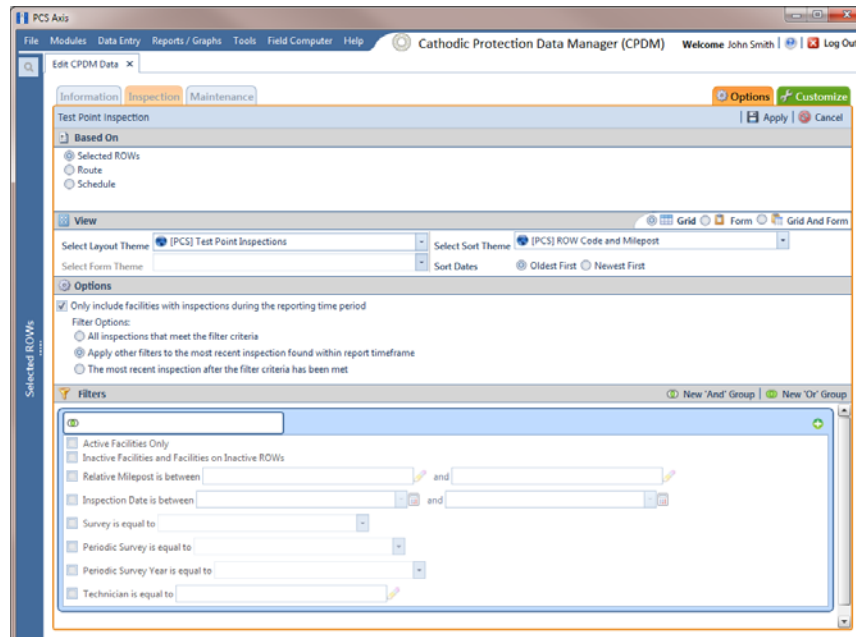 PCS Axis
File Modules Data Entry Reports / Graphs Tools Field Computer Help Cathodic Protection Data Manager (CPDM) Welcome John Smith Log Out
Edit CPDM Data
Information Inspection Maintenance Options Customize
Test Point Inspection Apply Cancel
Based On
Selected ROWs
Route
Schedule
View Grid Form Grid And Form
Select Layout Theme [PCS] Test Point Inspections Select Sort Theme [PCS] ROW Code and Milepost
Select Form Theme Sort Dates Oldest First Newest First
Options
Only include facilities with inspections during the reporting time period
Filter Options:
All inspections that meet the filter criteria
Apply other filters to the most recent inspection found within report timeframe
The most recent inspection after the filter criteria has been met
Selected ROWs
Filters New 'And' Group New 'Or' Group
Active Facilities Only
Inactive Facilities and Facilities on Inactive ROWs
Relative Milepost is between and
Inspection Date is between and
Survey is equal to
Periodic Survey is equal to
Periodic Survey Year is equal to
Technician is equal to